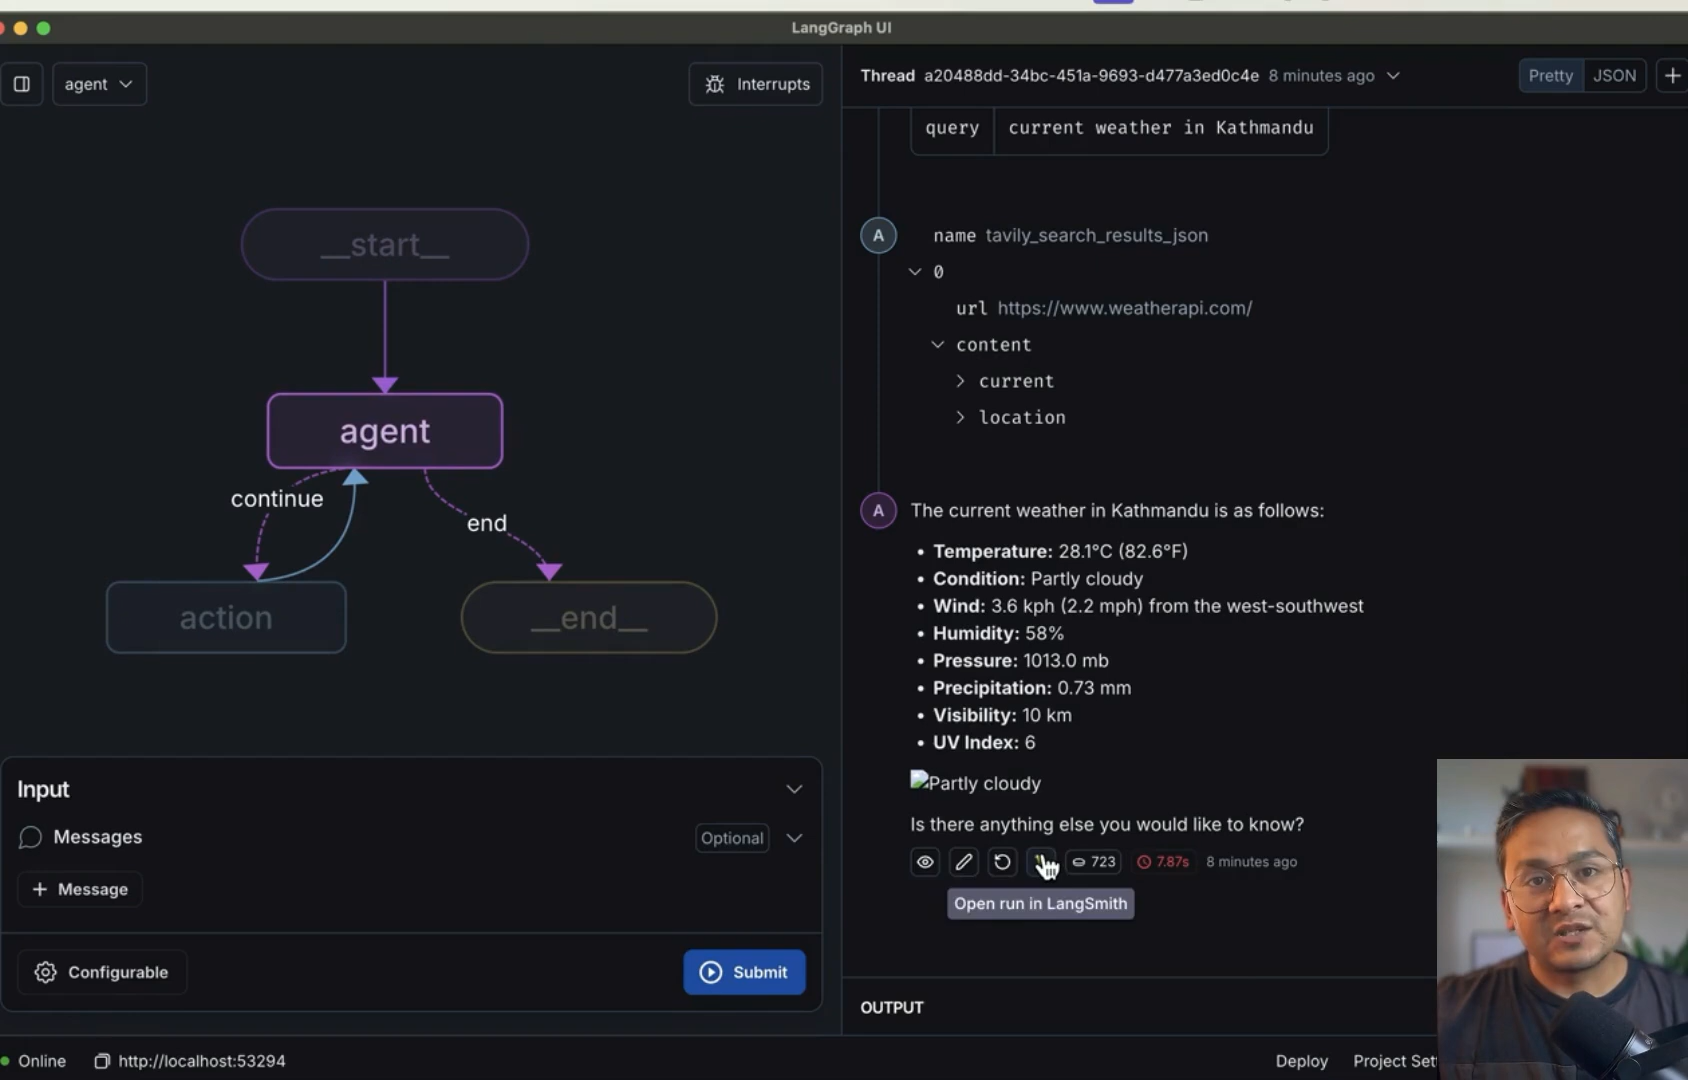 LangGraph UI
agent
Interrupts
__start__
agent
continue
end
action
__end__
Input
Messages
Optional
+ Message
Configurable
Submit
Thread a20488dd-34bc-451a-9693-d477a3ed0c4e 8 minutes ago
Pretty JSON
query current weather in Kathmandu
A name tavily_search_results_json
0
url https://www.weatherapi.com/
content
current
location
A The current weather in Kathmandu is as follows:
• Temperature: 28.1°C (82.6°F)
• Condition: Partly cloudy
• Wind: 3.6 kph (2.2 mph) from the west-southwest
• Humidity: 58%
• Pressure: 1013.0 mb
• Precipitation: 0.73 mm
• Visibility: 10 km
• UV Index: 6
Partly cloudy
Is there anything else you would like to know?
723 7.87s 8 minutes ago
Open run in LangSmith
OUTPUT
Online http://localhost:53294
Deploy Project Set